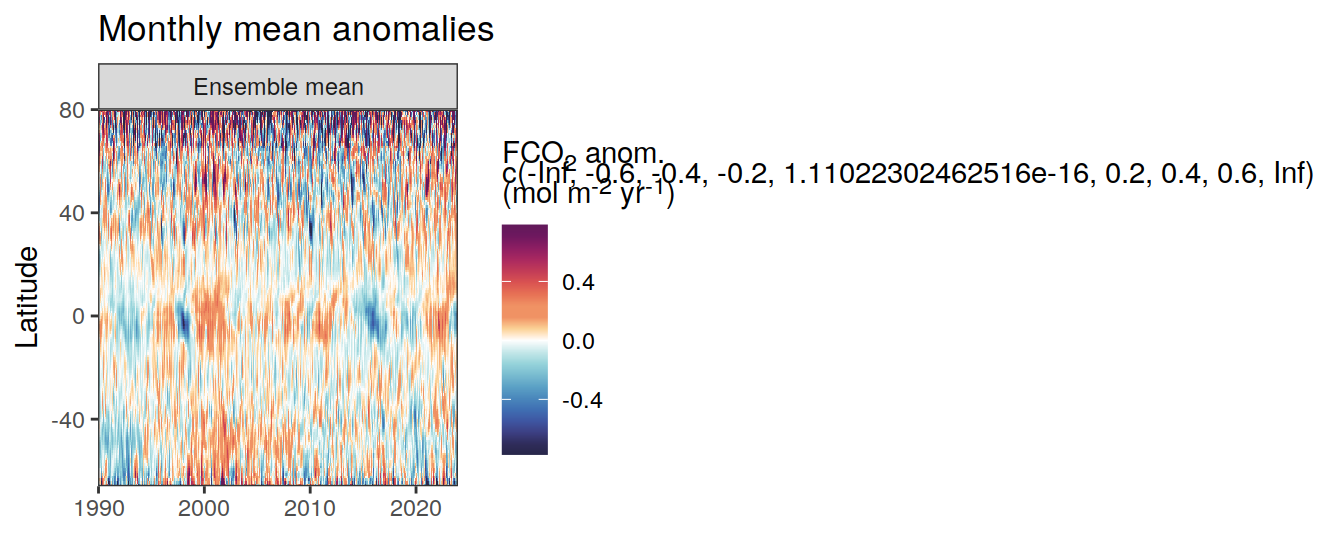 Monthly mean anomalies
Ensemble mean
80
40
0
-40
Latitude
1990 2000 2010 2020
FCO₂ anom.
c(-Inf, -0.6, -0.4, -0.2, 1.11022302462516e-16, 0.2, 0.4, 0.6, Inf)
(mol m⁻² yr⁻¹)
0.4
0.0
-0.4